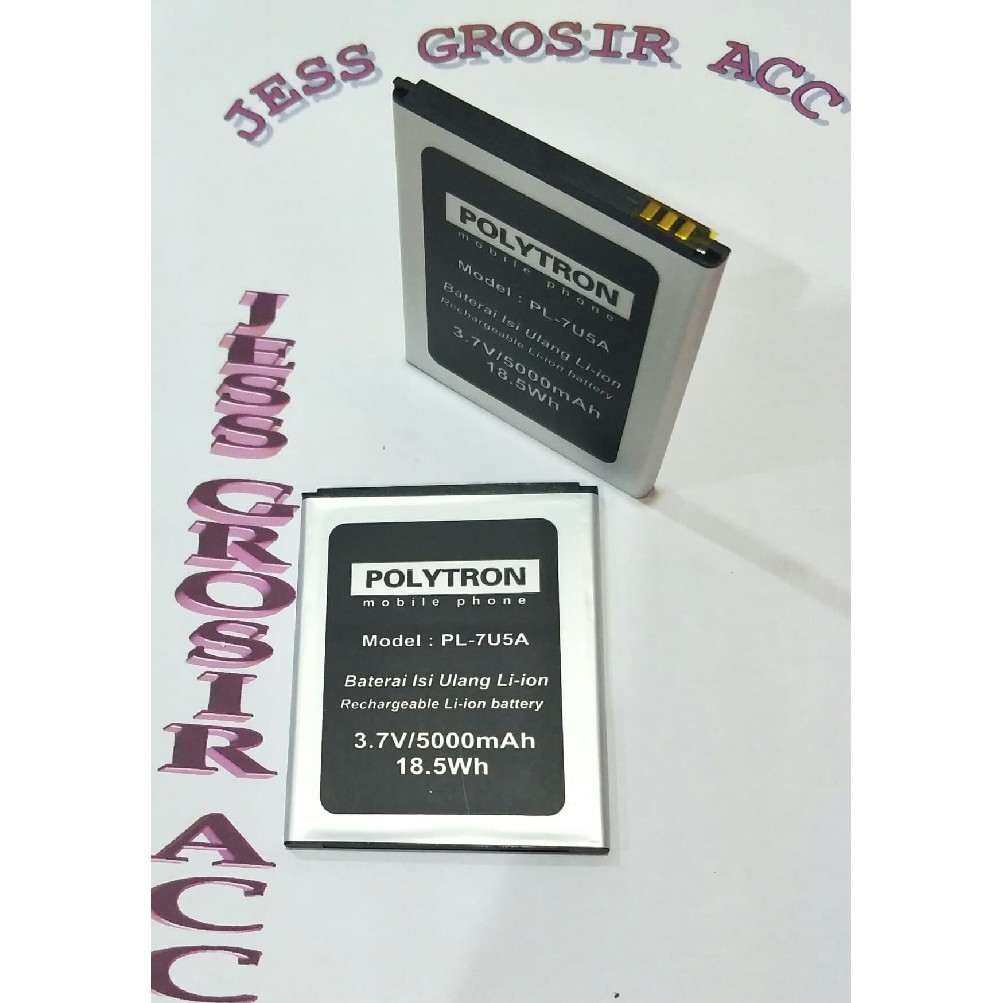 JESS GROSIR ACC
POLYTRON
mobile phone
Model : PL-7U5A
Baterai Isi Ulang Li-ion
Rechargeable Li-ion battery
3.7V/5000mAh
18.5Wh
JESS GROSIR ACC
POLYTRON
mobile phone
Model : PL-7U5A
Baterai Isi Ulang Li-ion
Rechargeable Li-ion battery
3.7V/5000mAh
18.5Wh